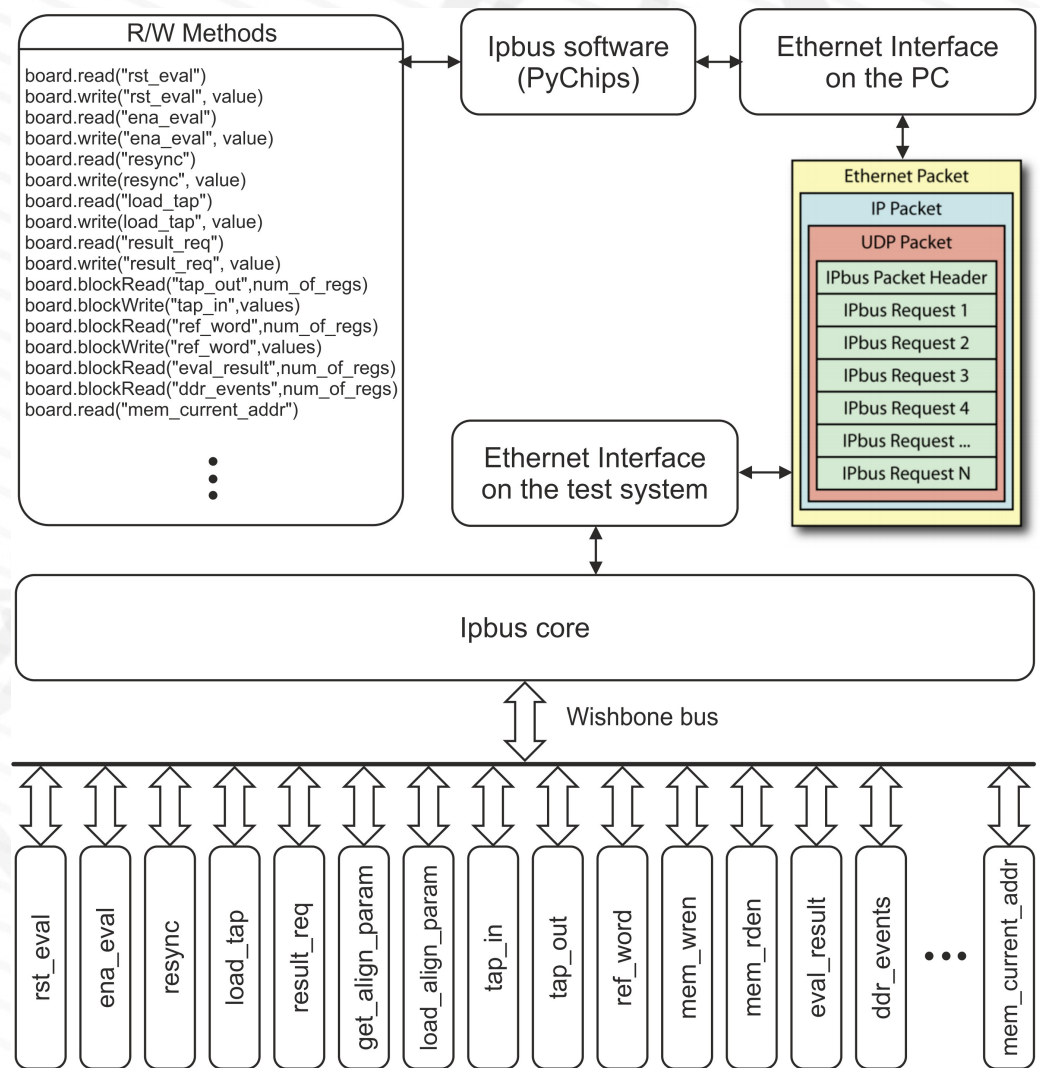 R/W Methods
board.read("rst_eval")
board.write("rst_eval", value)
board.read("ena_eval")
board.write("ena_eval", value)
board.read("resync")
board.write(resync", value)
board.read("load_tap")
board.write(load_tap", value)
board.read("result_req")
board.write("result_req", value)
board.blockRead("tap_out",num_of_regs)
board.blockWrite("tap_in",values)
board.blockRead("ref_word",num_of_regs)
board.blockWrite("ref_word",values)
board.blockRead("eval_result",num_of_regs)
board.blockRead("ddr_events",num_of_regs)
board.read("mem_current_addr")
Ipbus software
(PyChips)
Ethernet Interface
on the PC
Ethernet Packet
IP Packet
UDP Packet
IPbus Packet Header
IPbus Request 1
IPbus Request 2
IPbus Request 3
IPbus Request 4
IPbus Request ...
IPbus Request N
Ethernet Interface
on the test system
Ipbus core
Wishbone bus
rst_eval
ena_eval
resync
load_tap
result_req
get_align_param
load_align_param
tap_in
tap_out
ref_word
mem_wren
mem_rden
eval_result
ddr_events
mem_current_addr